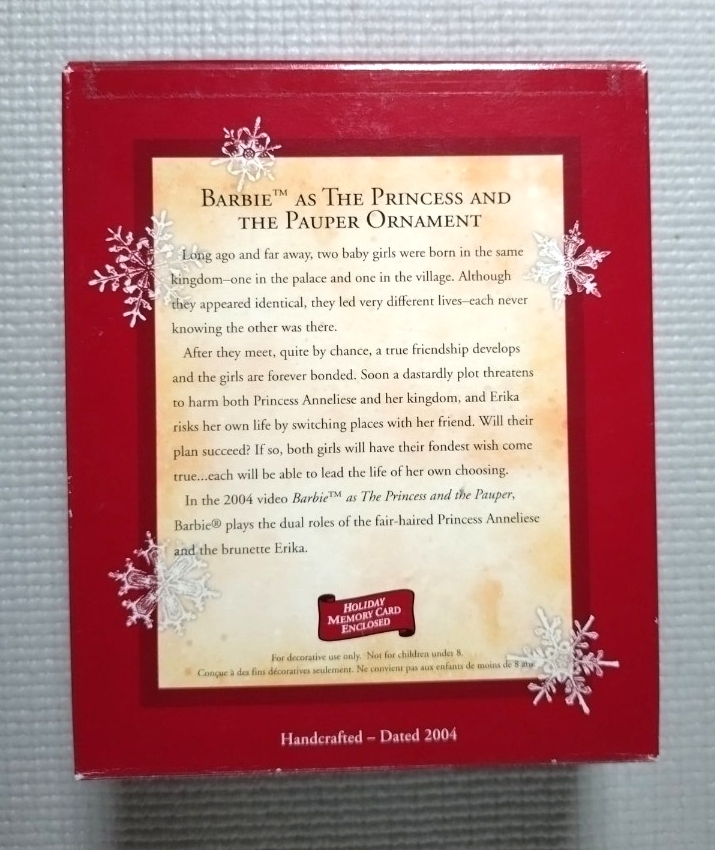 BARBIE™ AS THE PRINCESS AND
THE PAUPER ORNAMENT
Long ago and far away, two baby girls were born in the same
kingdom–one in the palace and one in the village. Although
they appeared identical, they led very different lives–each never
knowing the other was there.
After they meet, quite by chance, a true friendship develops
and the girls are forever bonded. Soon a dastardly plot threatens
to harm both Princess Anneliese and her kingdom, and Erika
risks her own life by switching places with her friend. Will their
plan succeed? If so, both girls will have their fondest wish come
true...each will be able to lead the life of her own choosing.
In the 2004 video Barbie™ as The Princess and the Pauper,
Barbie® plays the dual roles of the fair-haired Princess Anneliese
and the brunette Erika.
HOLIDAY
MEMORY CARD
ENCLOSED
For decorative use only. Not for children under 8.
Conçue à des fins décoratives seulement. Ne convient pas aux enfants de moins de 8 ans.
Handcrafted – Dated 2004